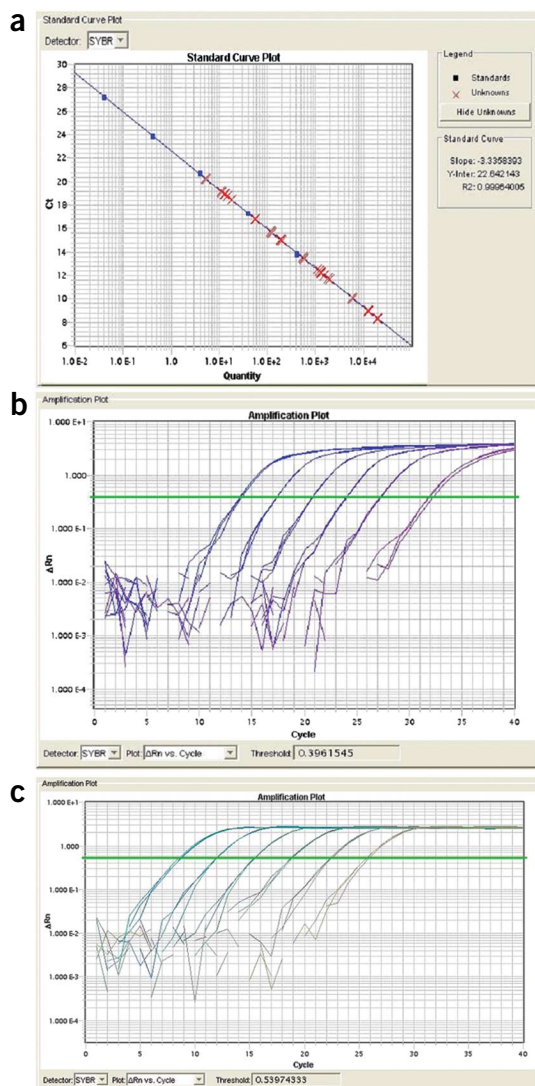 a
Standard Curve Plot
Detector: SYBR
Standard Curve Plot
30
28
26
24
22
20
18
16
14
12
10
8
6
Ct
1.0 E-2
1.0 E-1
1.0
1.0 E+1
1.0 E+2
1.0 E+3
1.0 E+4
Quantity
Legend
Standards
Unknowns
Hide Unknowns
Standard Curve
Slope: -3.3358393
Y-Inter: 22.642143
R2: 0.99964005
b
Amplification Plot
Amplification Plot
1.000 E+1
1.000
1.000 E-1
1.000 E-2
1.000 E-3
1.000 E-4
ΔRn
0 5 10 15 20 25 30 35 40
Cycle
Detector: SYBR Plot: ΔRn vs. Cycle Threshold: 0.3961545
c
Amplification Plot
Amplification Plot
1.000 E+1
1.000
1.000 E-1
1.000 E-2
1.000 E-3
1.000 E-4
ΔRn
0 5 10 15 20 25 30 35 40
Cycle
Detector: SYBR Plot: ΔRn vs. Cycle Threshold: 0.53974333